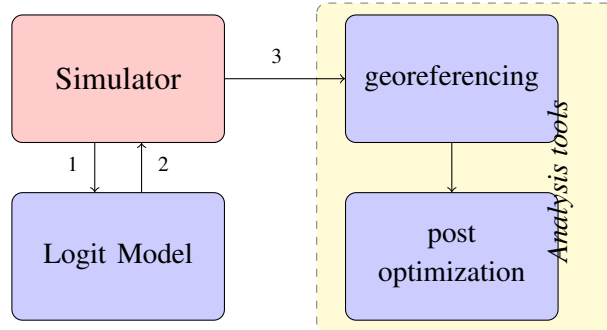 Simulator
3
georeferencing
1
2
Logit Model
post
optimization
Analysis tools